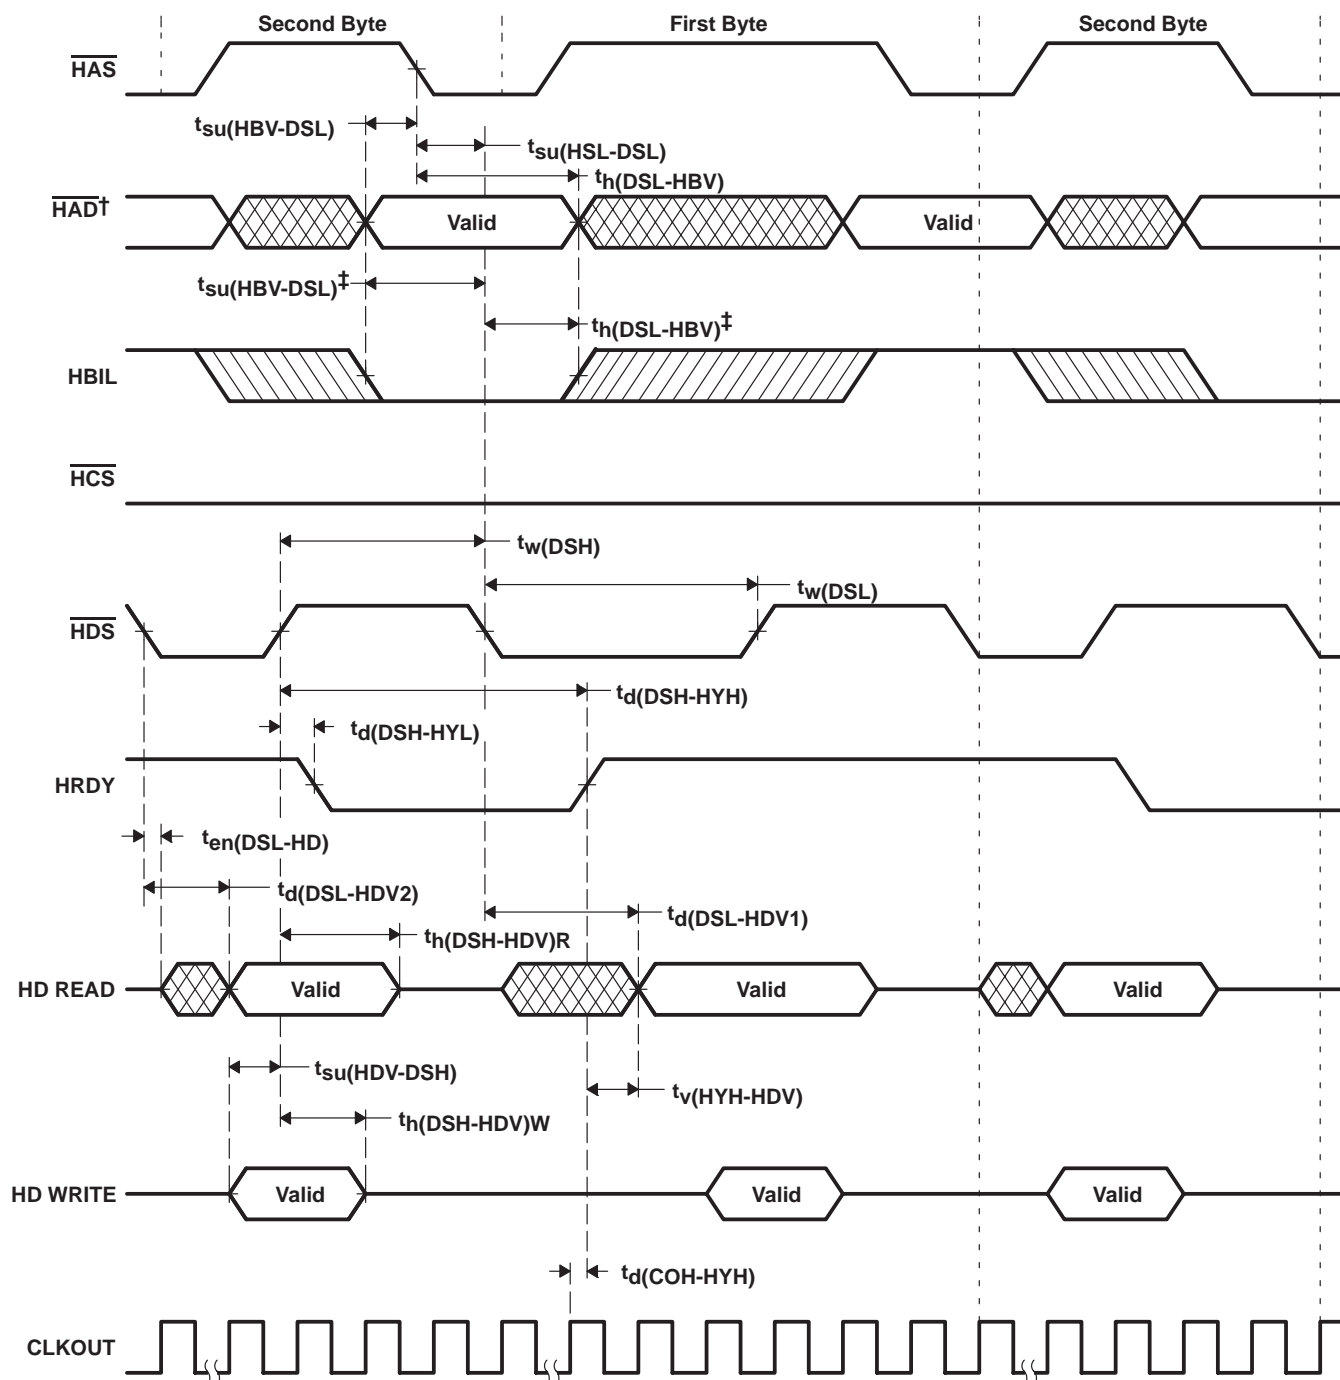 Second Byte First Byte Second Byte
HAS
tsu(HBV-DSL)
tsu(HSL-DSL)
th(DSL-HBV)
HAD† Valid Valid
tsu(HBV-DSL)‡
th(DSL-HBV)‡
HBIL
HCS
tw(DSH)
tw(DSL)
HDS
td(DSH-HYH)
td(DSH-HYL)
HRDY
ten(DSL-HD)
td(DSL-HDV2)
td(DSL-HDV1)
th(DSH-HDV)R
HD READ Valid Valid Valid
tsu(HDV-DSH)
tv(HYH-HDV)
th(DSH-HDV)W
HD WRITE Valid Valid Valid
td(COH-HYH)
CLKOUT